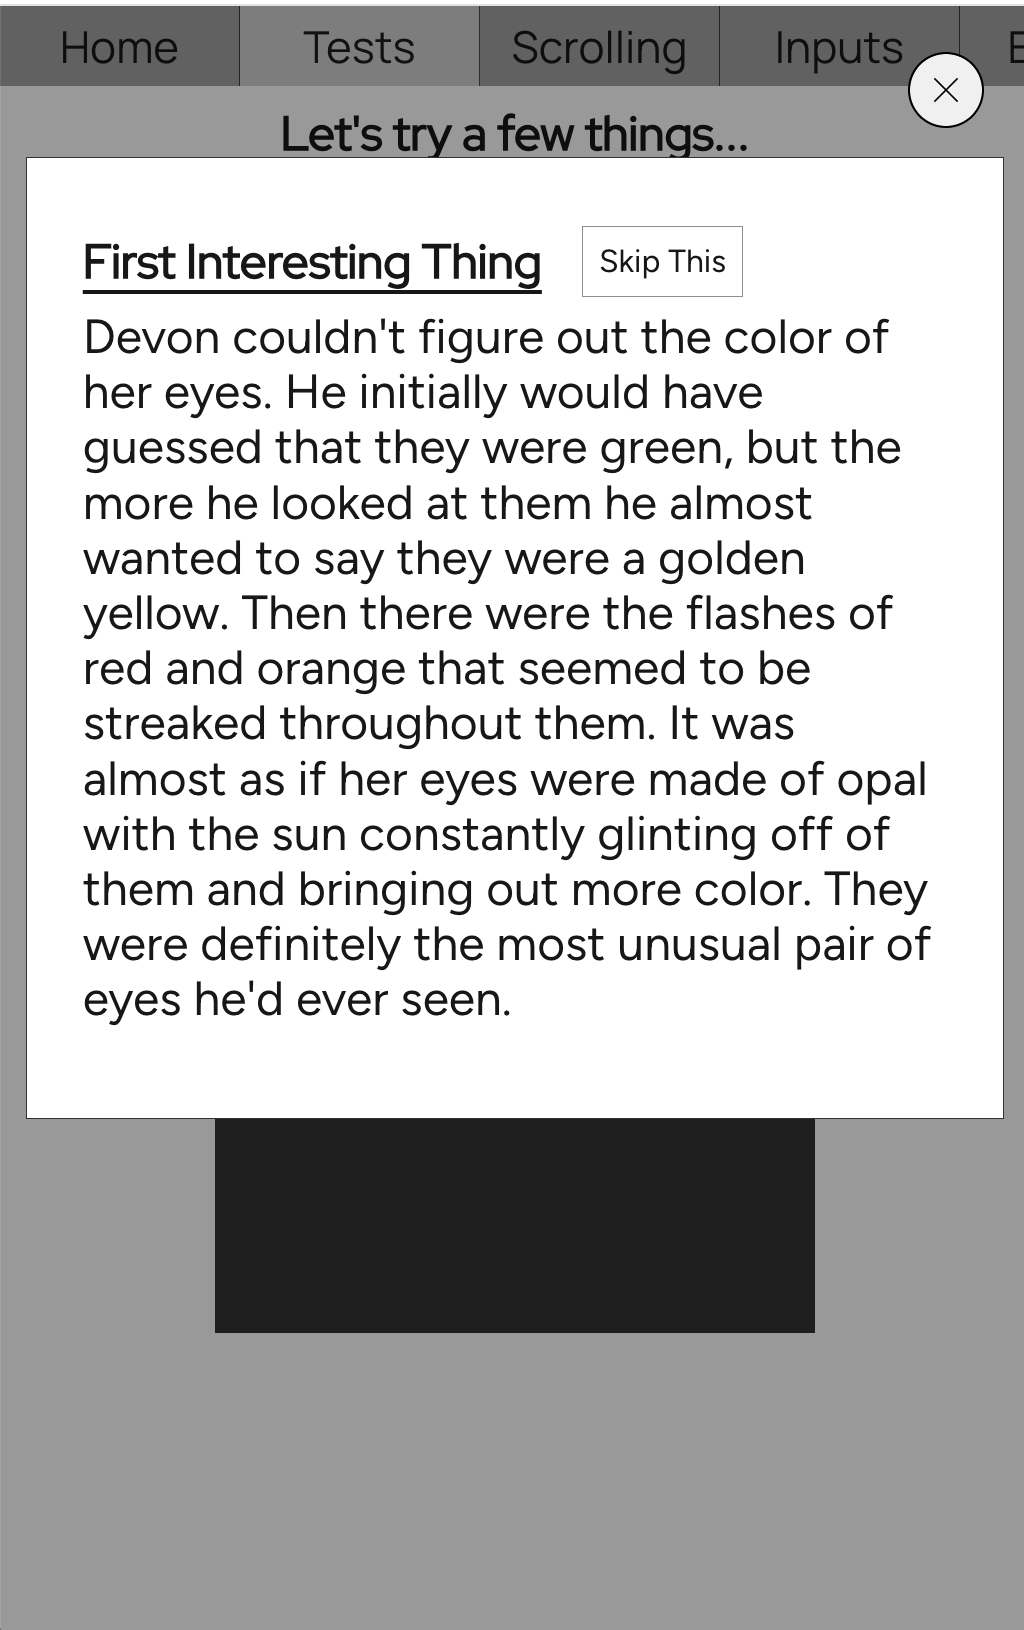 Home Tests Scrolling Inputs
Let's try a few things...
First Interesting Thing Skip This
Devon couldn't figure out the color of
her eyes. He initially would have
guessed that they were green, but the
more he looked at them he almost
wanted to say they were a golden
yellow. Then there were the flashes of
red and orange that seemed to be
streaked throughout them. It was
almost as if her eyes were made of opal
with the sun constantly glinting off of
them and bringing out more color. They
were definitely the most unusual pair of
eyes he'd ever seen.